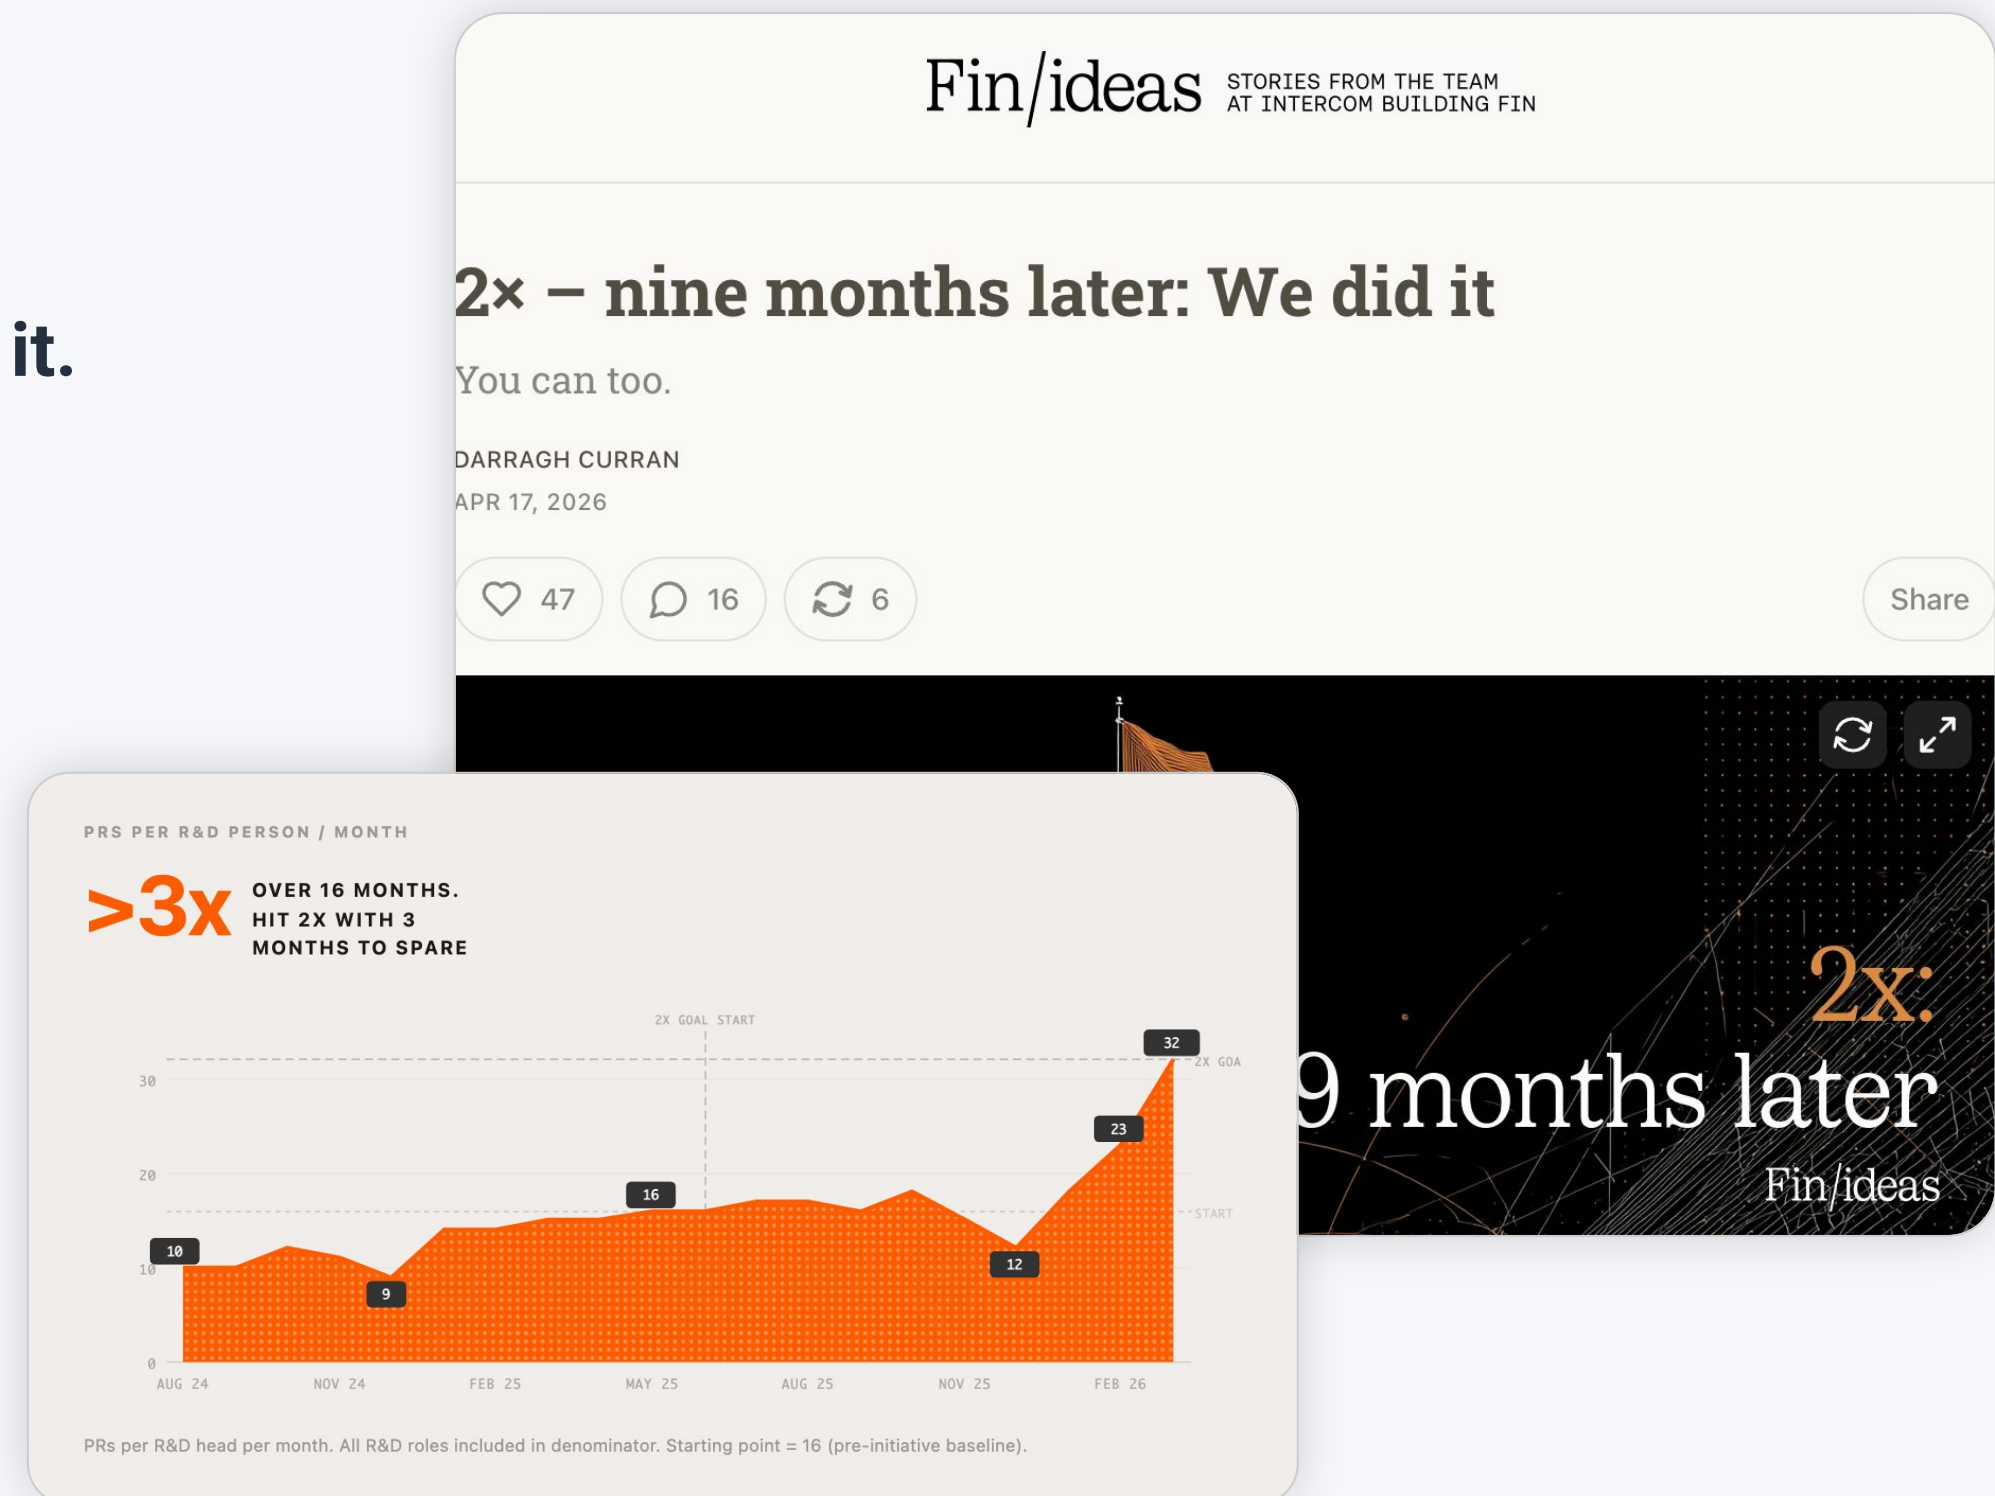 it.
Fin/ideas
STORIES FROM THE TEAM
AT INTERCOM BUILDING FIN
2× – nine months later: We did it
You can too.
DARRAGH CURRAN
APR 17, 2026
47
16
6
Share
2x:
9 months later
Fin/ideas
PRS PER R&D PERSON / MONTH
>3x
OVER 16 MONTHS.
HIT 2X WITH 3
MONTHS TO SPARE
2X GOAL START
32
2X GOA
30
23
20
16
START
10
10
12
9
0
AUG 24
NOV 24
FEB 25
MAY 25
AUG 25
NOV 25
FEB 26
PRs per R&D head per month. All R&D roles included in denominator. Starting point = 16 (pre-initiative baseline).